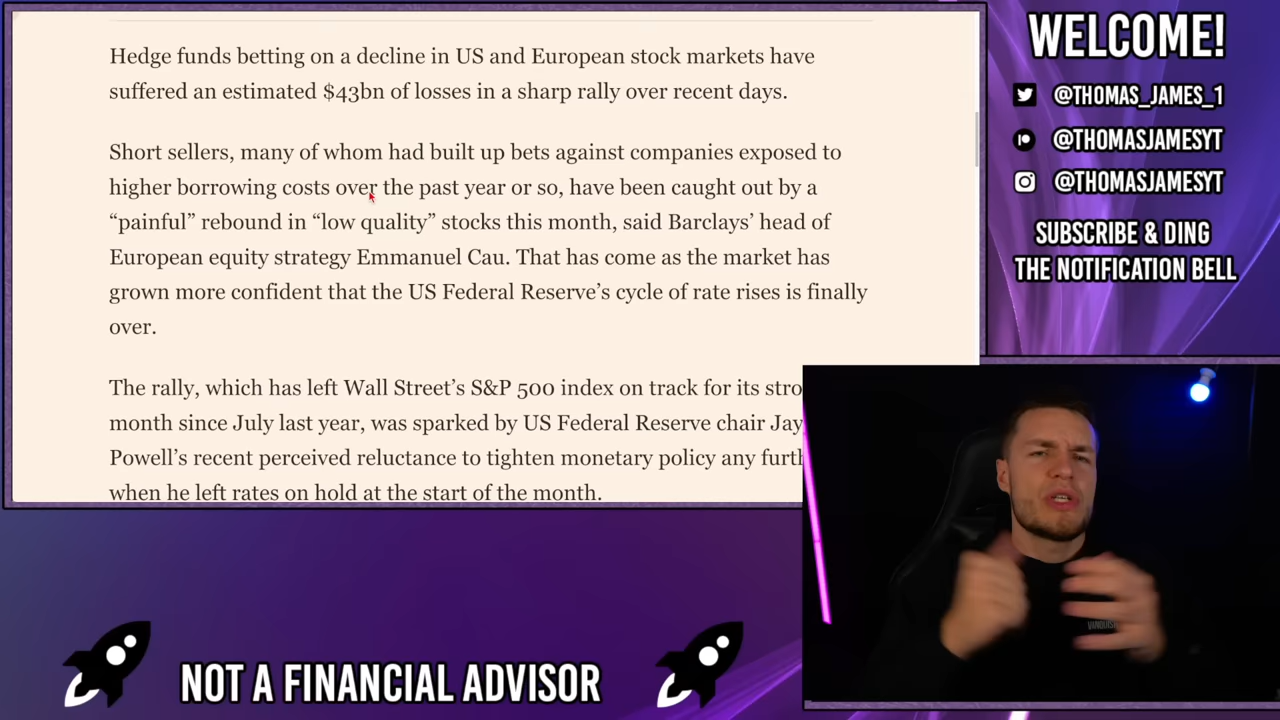 Hedge funds betting on a decline in US and European stock markets have
suffered an estimated $43bn of losses in a sharp rally over recent days.
Short sellers, many of whom had built up bets against companies exposed to
higher borrowing costs over the past year or so, have been caught out by a
“painful” rebound in “low quality” stocks this month, said Barclays’ head of
European equity strategy Emmanuel Cau. That has come as the market has
grown more confident that the US Federal Reserve’s cycle of rate rises is finally
over.
The rally, which has left Wall Street’s S&P 500 index on track for its
month since July last year, was sparked by US Federal Reserve chair Jay
Powell’s recent perceived reluctance to tighten monetary policy any
when he left rates on hold at the start of the month.
WELCOME!
@THOMAS_JAMES_1
@THOMASJAMESYT
@THOMASJAMESYT
SUBSCRIBE & DING
THE NOTIFICATION BELL
NOT A FINANCIAL ADVISOR